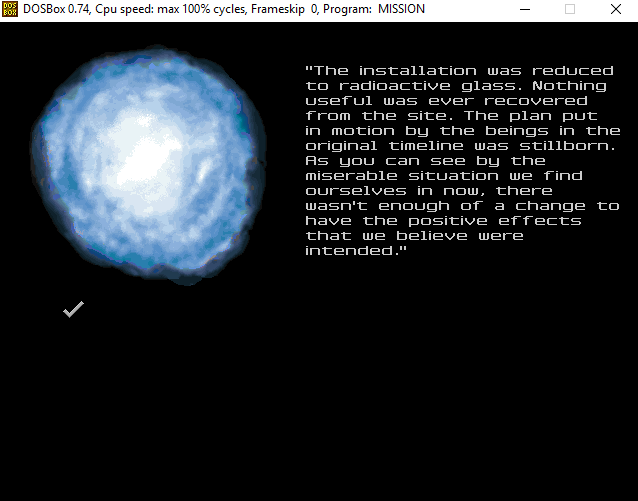 DOS
BOX
DOSBox 0.74, Cpu speed: max 100% cycles, Frameskip 0, Program: MISSION
"The installation was reduced
to radioactive glass. Nothing
useful was ever recovered
from the site. The plan put
in motion by the beings in the
original timeline was stillborn.
As you can see by the
miserable situation we find
ourselves in now, there
wasn't enough of a change to
have the positive effects
that we believe were
intended."